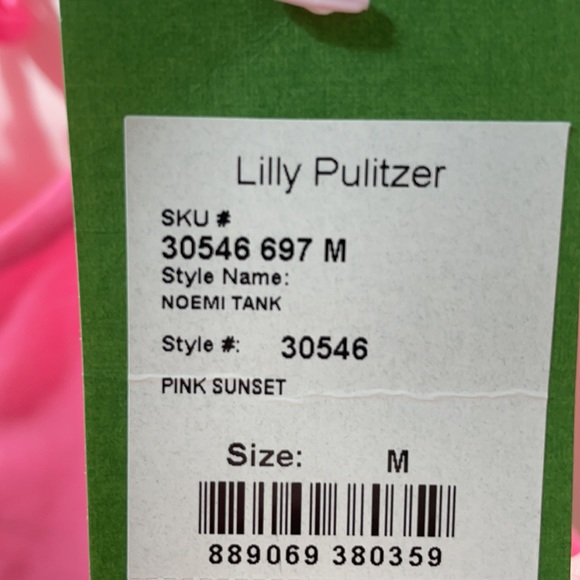 Lilly Pulitzer
SKU #
30546 697 M
Style Name:
NOEMI TANK
Style #: 30546
PINK SUNSET
Size: M
889069 380359